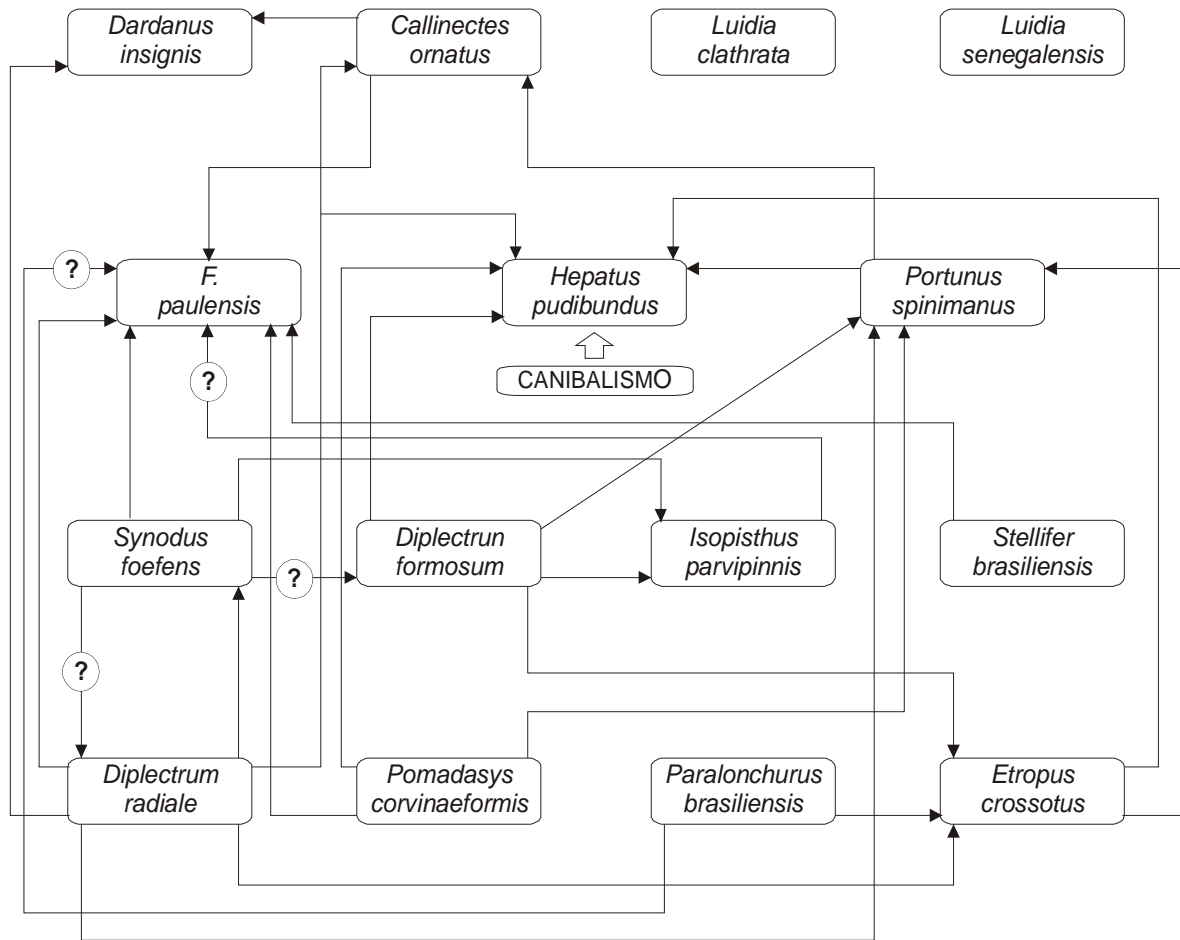 Dardanus
insignis
Callinectes
ornatus
Luidia
clathrata
Luidia
senegalensis
?
F.
paulensis
Hepatus
pudibundus
Portunus
spinimanus
?
CANIBALISMO
Synodus
foefens
?
Diplectrun
formosum
Isopisthus
parvipinnis
Stellifer
brasiliensis
?
Diplectrum
radiale
Pomadasys
corvinaeformis
Paralonchurus
brasiliensis
Etropus
crossotus